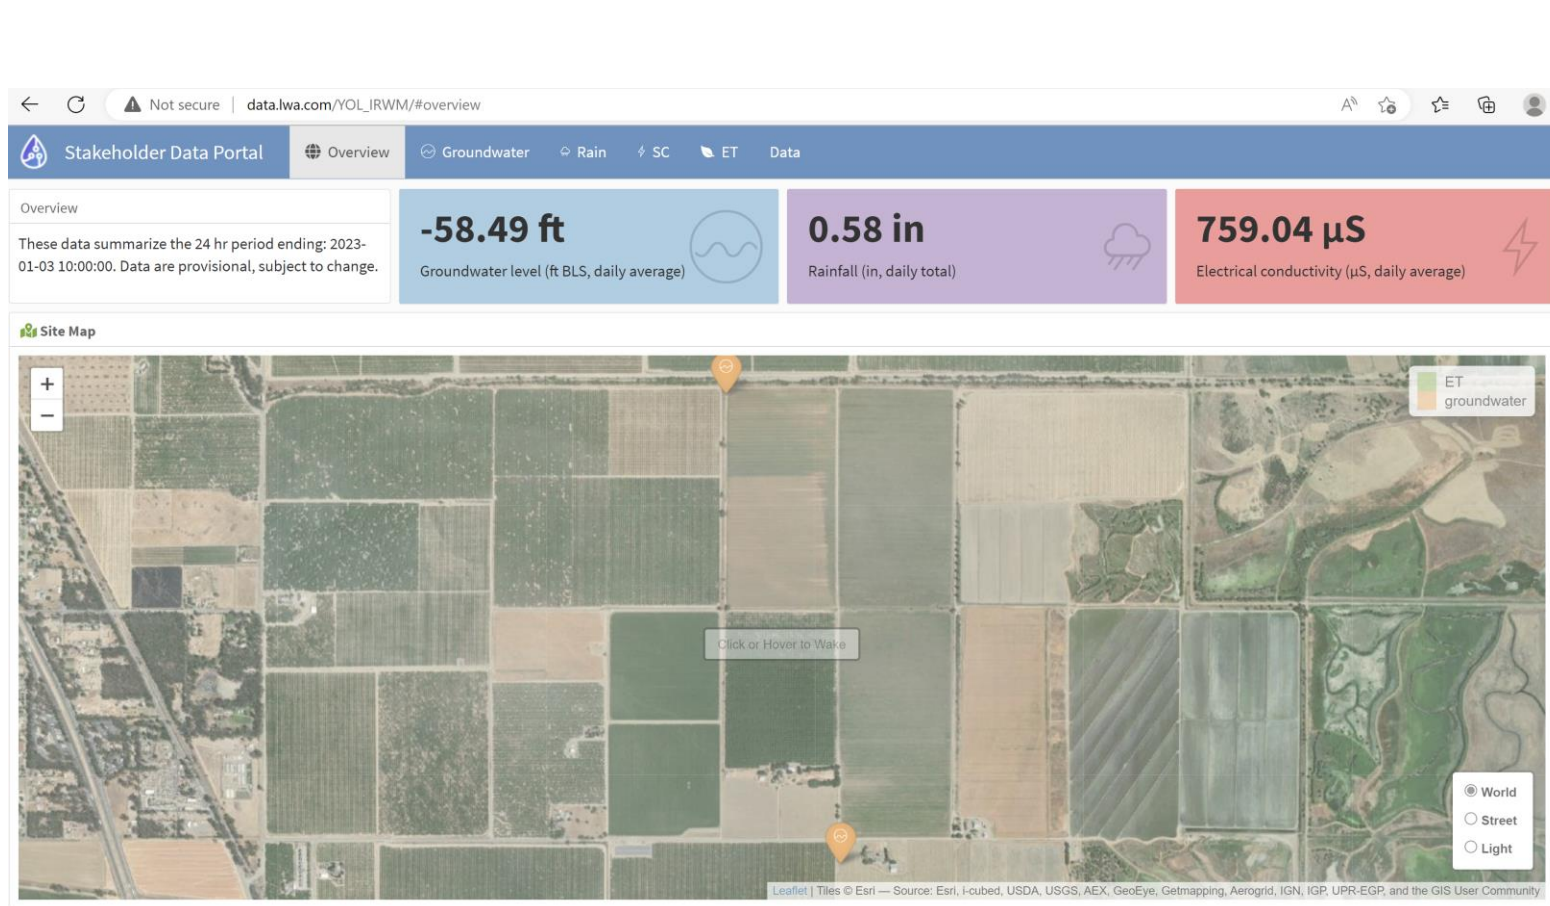 Not secure | data.lwa.com/YOL_IRWM/#overview
Stakeholder Data Portal Overview Groundwater Rain SC ET Data
Overview
These data summarize the 24 hr period ending: 2023-
01-03 10:00:00. Data are provisional, subject to change.
-58.49 ft
Groundwater level (ft BLS, daily average)
0.58 in
Rainfall (in, daily total)
759.04 µS
Electrical conductivity (µS, daily average)
Site Map
+
−
ET
groundwater
Click or Hover to Wake
World
Street
Light
Leaflet | Tiles © Esri — Source: Esri, i-cubed, USDA, USGS, AEX, GeoEye, Getmapping, Aerogrid, IGN, IGP, UPR-EGP, and the GIS User Community